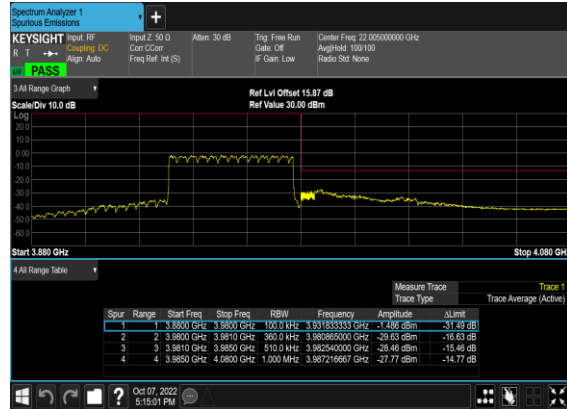 Spectrum Analyzer 1
Spurious Emissions
KEYSIGHT Input: RF Input Z: 50 Ω Atten: 30 dB Trig: Free Run Center Freq: 22.005000000 GHz
R T Coupling: DC Corr CCorr Gate: Off Avg|Hold: 100/100
Align: Auto Freq Ref: Int (S) IF Gain: Low Radio Std: None
PASS
3 All Range Graph
Ref Lvl Offset 15.87 dB
Scale/Div 10.0 dB Ref Value 30.00 dBm
Log
20.0
10.0
0.00
-10.0
-20.0
-30.0
-40.0
-50.0
-60.0
Start 3.880 GHz Stop 4.080 GH
4 All Range Table
Measure Trace Trace 1
Trace Type Trace Average (Active)
Spur Range Start Freq Stop Freq RBW Frequency Amplitude ΔLimit
1 1 3.8800 GHz 3.9800 GHz 100.0 kHz 3.931833333 GHz -1.486 dBm -31.49 dB
2 2 3.9800 GHz 3.9810 GHz 360.0 kHz 3.980865000 GHz -29.63 dBm -16.63 dB
3 3 3.9810 GHz 3.9850 GHz 510.0 kHz 3.982540000 GHz -28.46 dBm -15.46 dB
4 4 3.9850 GHz 4.0800 GHz 1.000 MHz 3.987216667 GHz -27.77 dBm -14.77 dB
? Oct 07, 2022
5:15:01 PM